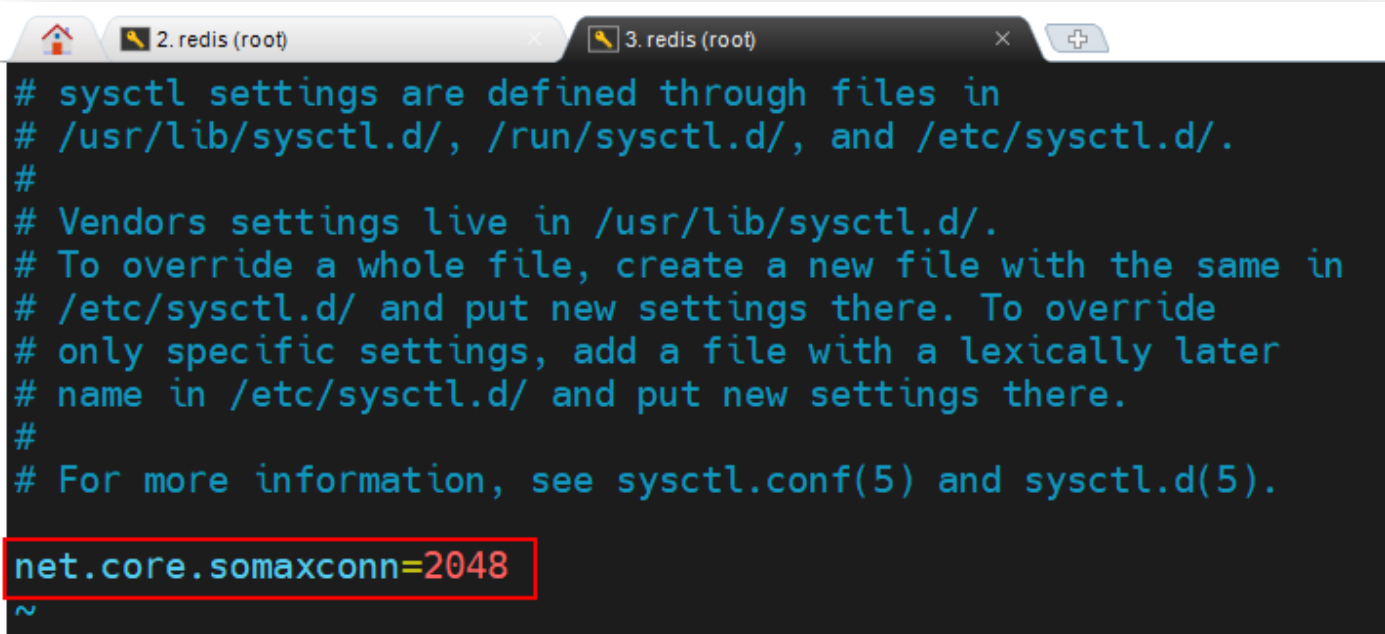 2. redis (root)
3. redis (root)
# sysctl settings are defined through files in
# /usr/lib/sysctl.d/, /run/sysctl.d/, and /etc/sysctl.d/.
#
# Vendors settings live in /usr/lib/sysctl.d/.
# To override a whole file, create a new file with the same in
# /etc/sysctl.d/ and put new settings there. To override
# only specific settings, add a file with a lexically later
# name in /etc/sysctl.d/ and put new settings there.
#
# For more information, see sysctl.conf(5) and sysctl.d(5).
net.core.somaxconn=2048
~